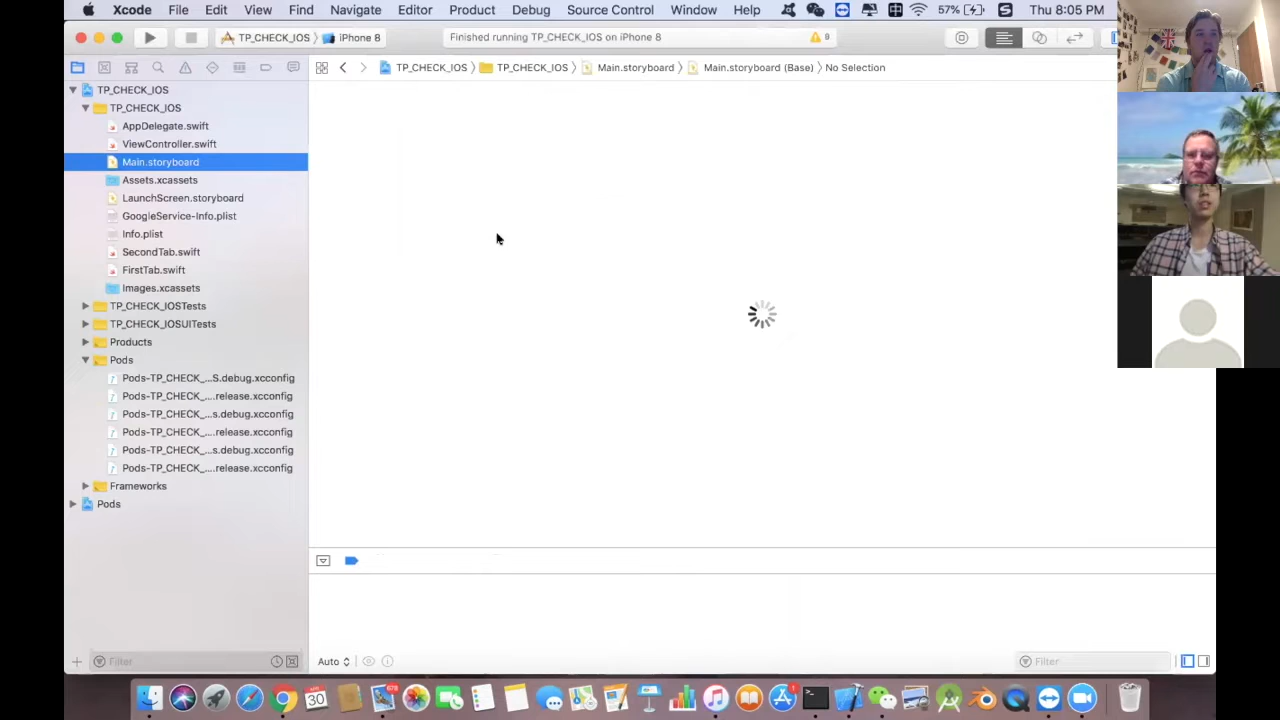 Xcode File Edit View Find Navigate Editor Product Debug Source Control Window Help 57% Thu 8:05 PM
TP_CHECK_IOS iPhone 8 Finished running TP_CHECK_IOS on iPhone 8 9
TP_CHECK_IOS TP_CHECK_IOS Main.storyboard Main.storyboard (Base) No Selection
TP_CHECK_IOS
TP_CHECK_IOS
AppDelegate.swift
ViewController.swift
Main.storyboard
Assets.xcassets
LaunchScreen.storyboard
GoogleService-Info.plist
Info.plist
SecondTab.swift
FirstTab.swift
Images.xcassets
TP_CHECK_IOSTests
TP_CHECK_IOSUITests
Products
Pods
Pods-TP_CHECK_...S.debug.xcconfig
Pods-TP_CHECK_....release.xcconfig
Pods-TP_CHECK_...s.debug.xcconfig
Pods-TP_CHECK_....release.xcconfig
Pods-TP_CHECK_...s.debug.xcconfig
Pods-TP_CHECK_....release.xcconfig
Frameworks
Pods
Filter Auto Filter
30